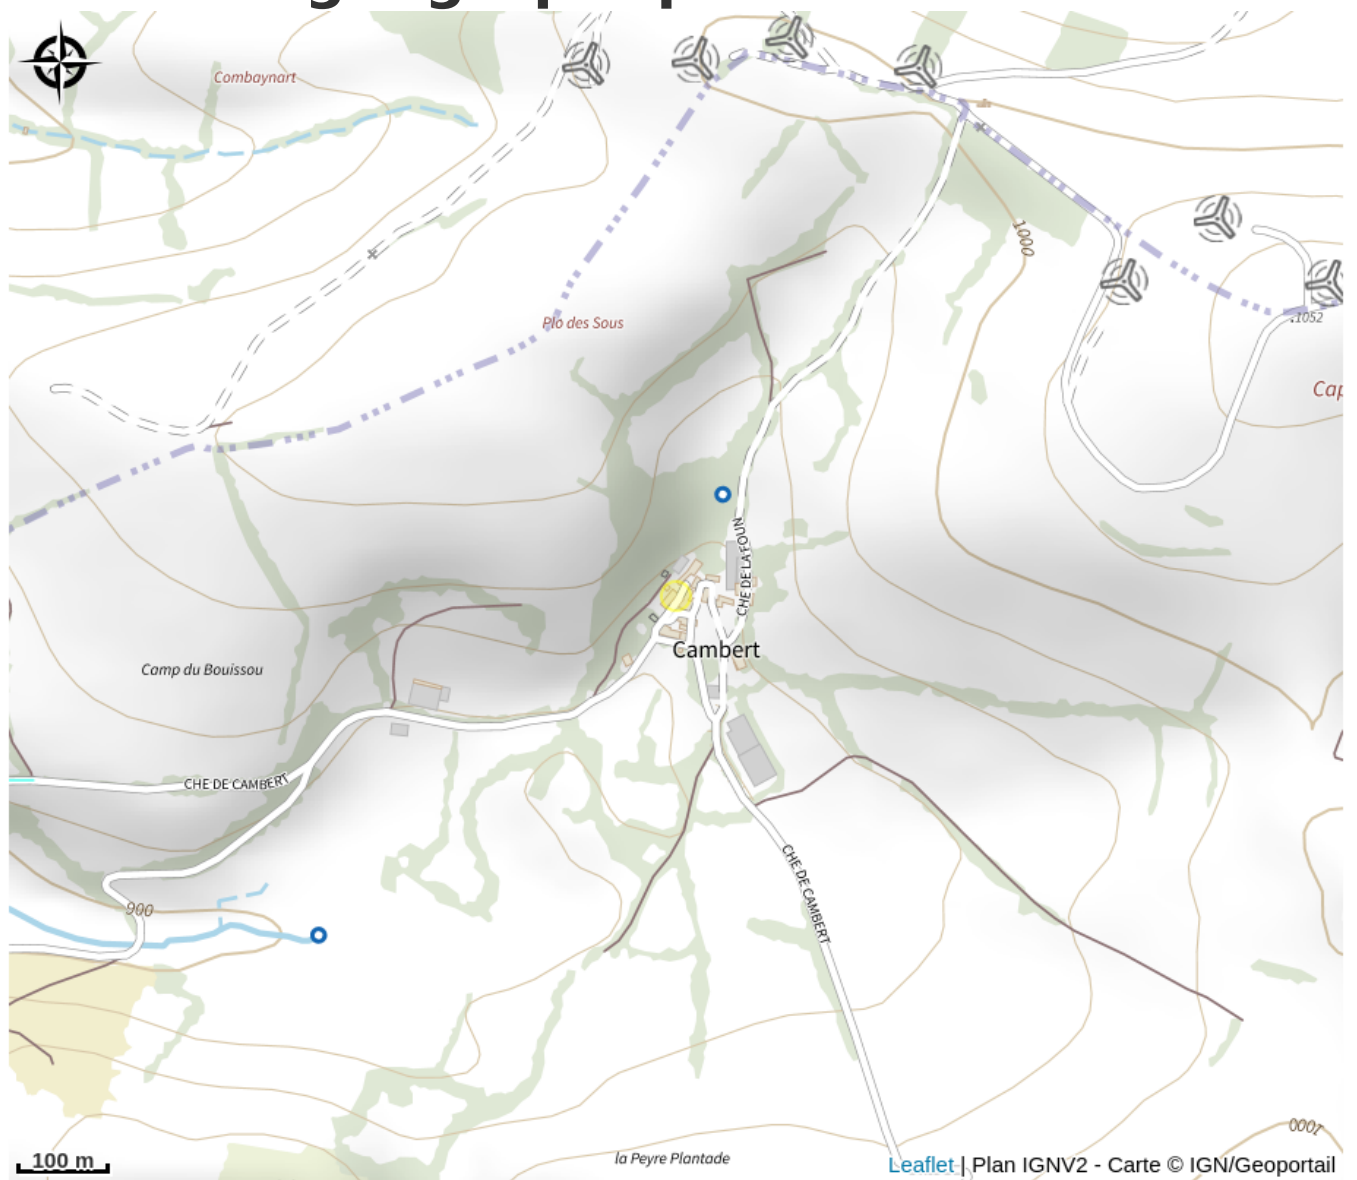 Combaynart
1000
Plo des Sous
1052
Cap
CHE DE LA FOUN
Cambert
Camp du Bouissou
CHE DE CAMBERT
CHE DE CAMBERT
900
1000
100 m
la Peyre Plantade
Leaflet | Plan IGNV2 - Carte © IGN/Geoportail